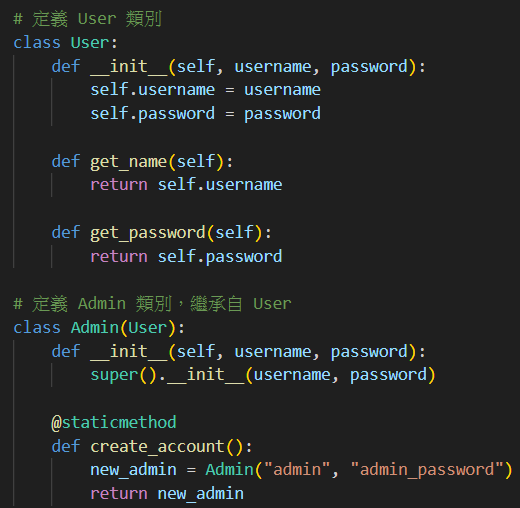 # 定義 User 類別
class User:
    def __init__(self, username, password):
        self.username = username
        self.password = password

    def get_name(self):
        return self.username

    def get_password(self):
        return self.password

# 定義 Admin 類別，繼承自 User
class Admin(User):
    def __init__(self, username, password):
        super().__init__(username, password)

    @staticmethod
    def create_account():
        new_admin = Admin("admin", "admin_password")
        return new_admin